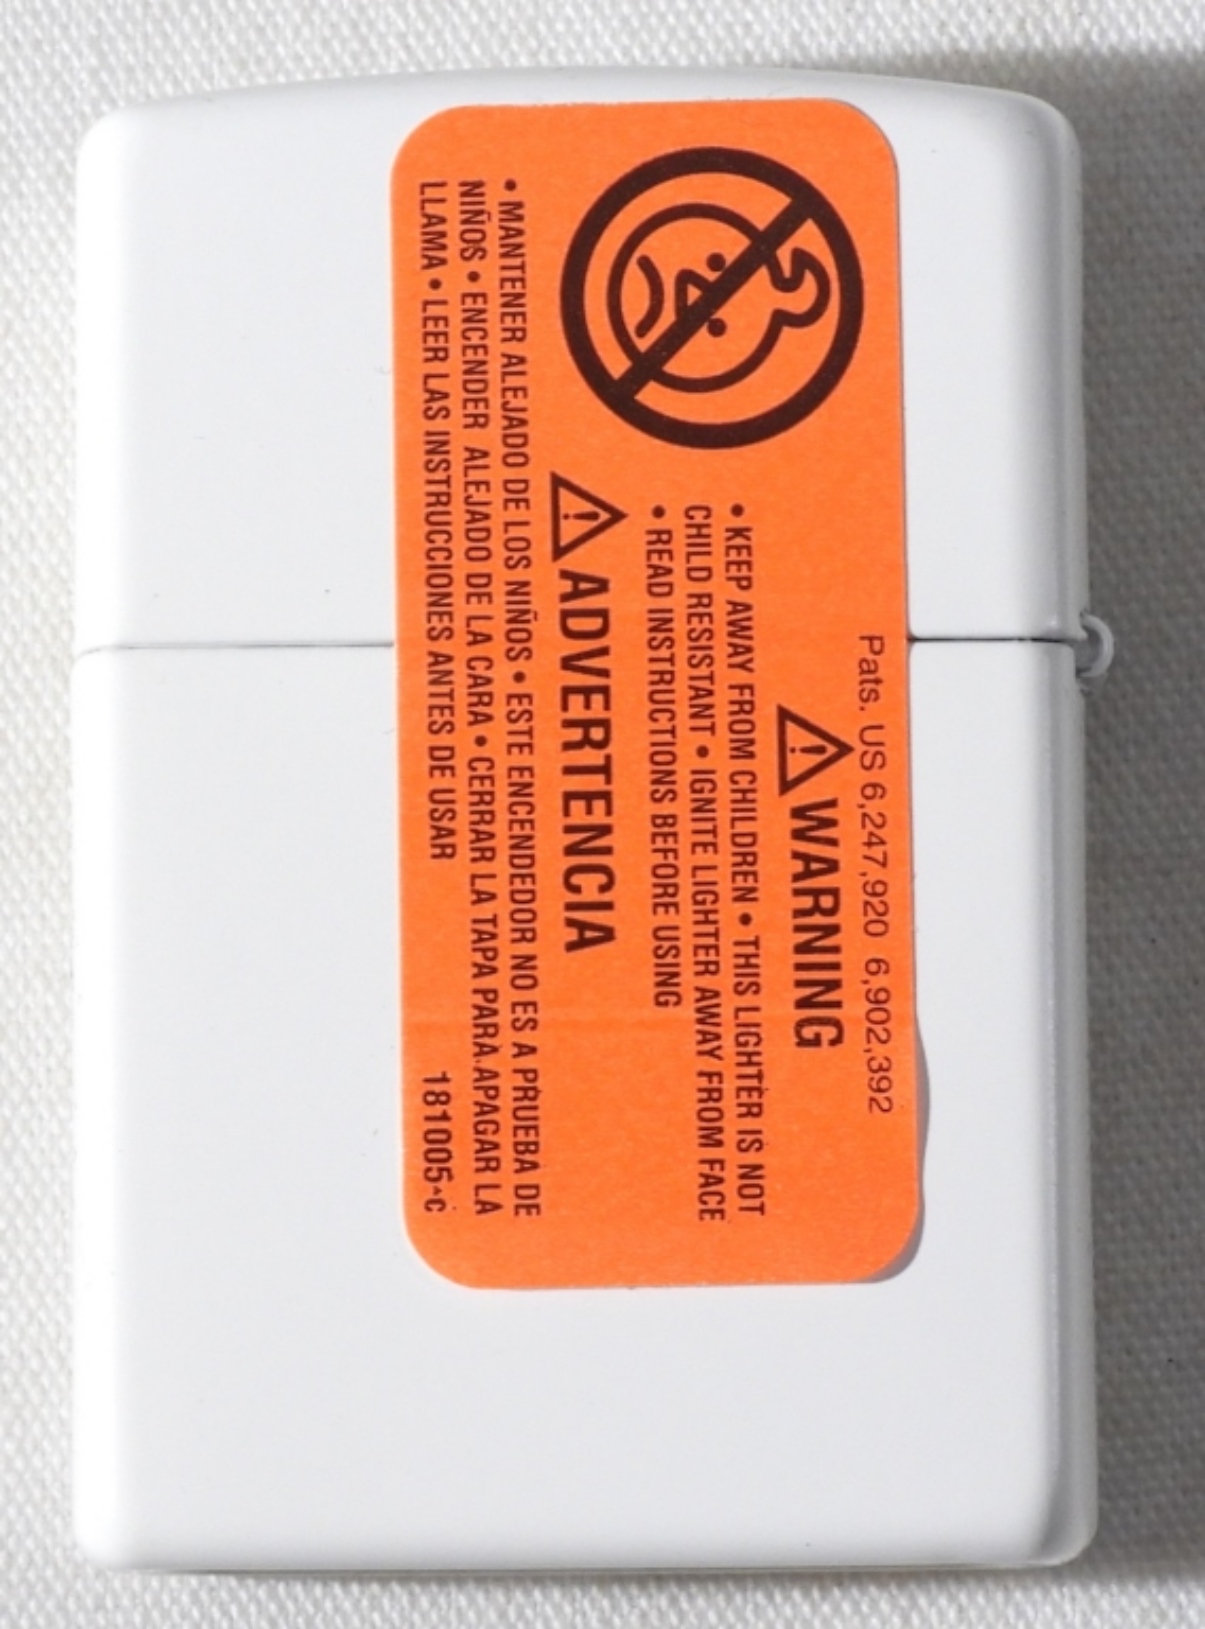 Pats. US 6,247,920 6,902,392
WARNING
• KEEP AWAY FROM CHILDREN • THIS LIGHTER IS NOT
CHILD RESISTANT • IGNITE LIGHTER AWAY FROM FACE
• READ INSTRUCTIONS BEFORE USING
ADVERTENCIA
• MANTENER ALEJADO DE LOS NIÑOS • ESTE ENCENDEDOR NO ES A PRUEBA DE
NIÑOS • ENCENDER ALEJADO DE LA CARA • CERRAR LA TAPA PARA APAGAR LA
LLAMA • LEER LAS INSTRUCCIONES ANTES DE USAR 181005-C